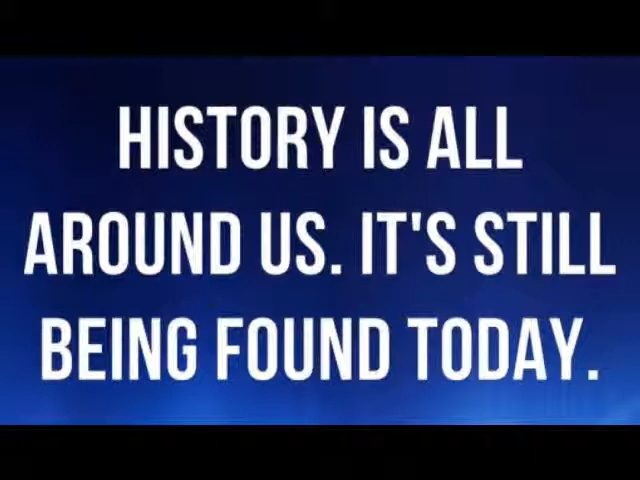 HISTORY IS ALL
AROUND US. IT'S STILL
BEING FOUND TODAY.